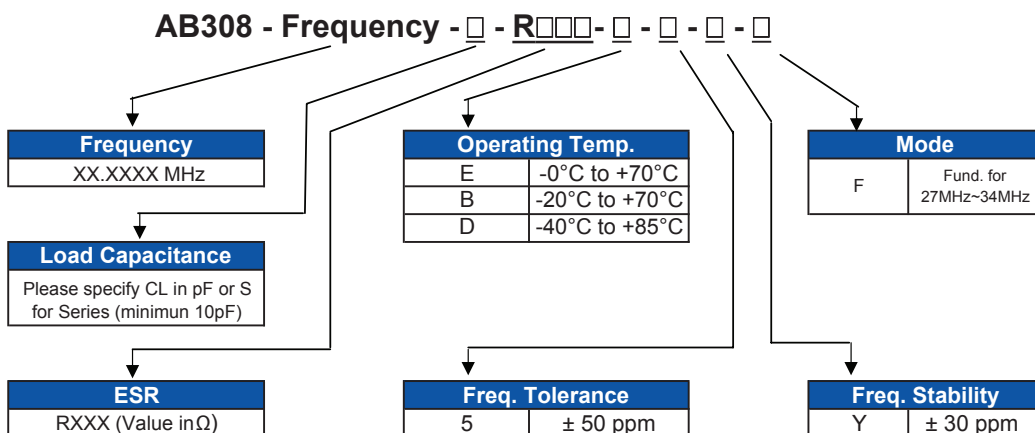 AB308 - Frequency - □ - R□□□- □ - □ - □ - □
Frequency
XX.XXXX MHz
Operating Temp.
E -0°C to +70°C
B -20°C to +70°C
D -40°C to +85°C
Mode
F Fund. for
27MHz~34MHz
Load Capacitance
Please specify CL in pF or S
for Series (minimun 10pF)
ESR
RXXX (Value inΩ)
Freq. Tolerance
5 ± 50 ppm
Freq. Stability
Y ± 30 ppm